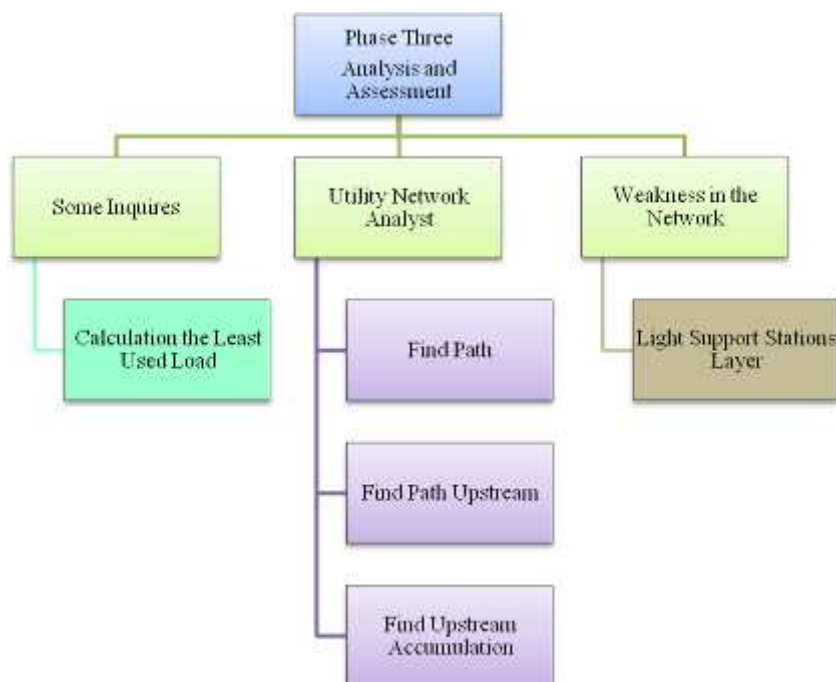 Phase Three
Analysis and
Assessment
Some Inquires
Utility Network
Analyst
Weakness in the
Network
Calculation the Least
Used Load
Find Path
Light Support Stations
Layer
Find Path Upstream
Find Upstream
Accumulation